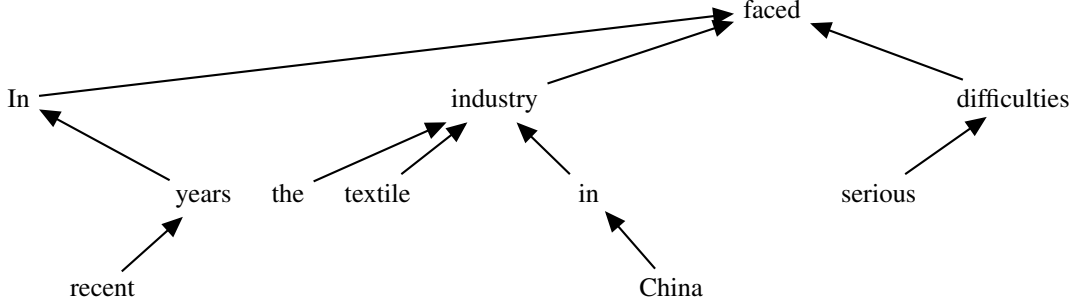 faced
In industry difficulties
years the textile in serious
recent China